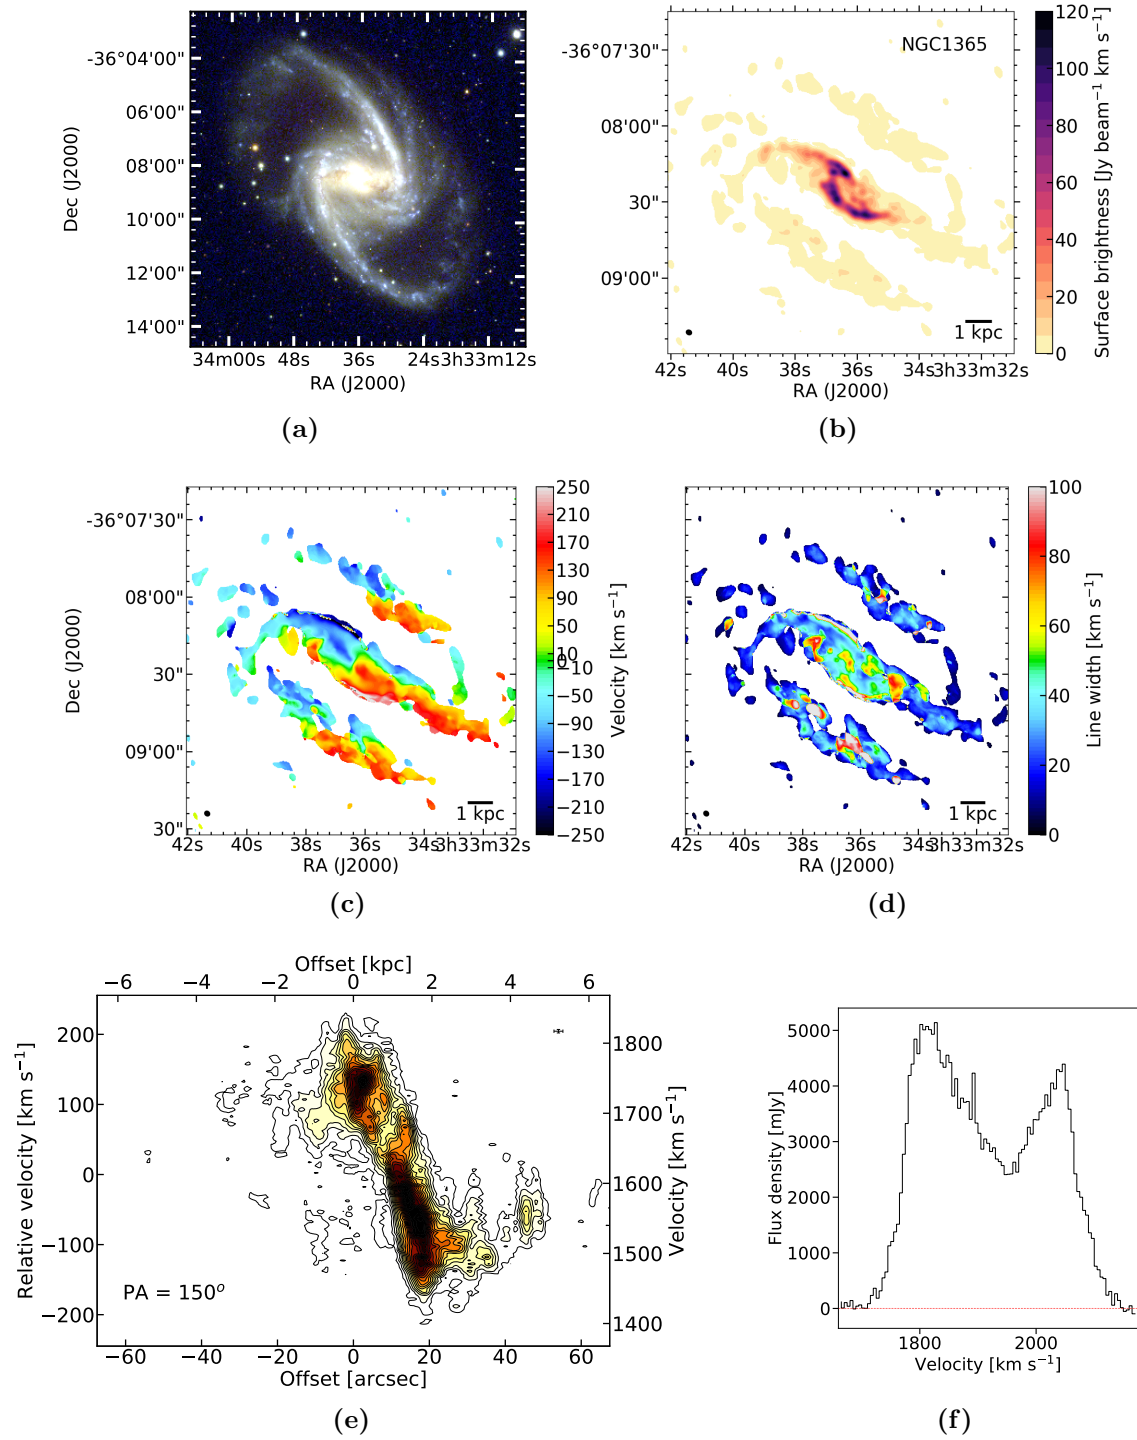 -36°04'00"
06'00"
08'00"
10'00"
12'00"
14'00"
Dec (J2000)
34m00s 48s 36s 24s3h33m12s
RA (J2000)
(a)
NGC1365
-36°07'30"
08'00"
30"
09'00"
1 kpc
42s 40s 38s 36s 34s3h33m32s
RA (J2000)
120
100
80
60
40
20
0
Surface brightness [Jy beam⁻¹ km s⁻¹]
(b)
-36°07'30"
08'00"
30"
09'00"
30"
Dec (J2000)
1 kpc
42s 40s 38s 36s 34s3h33m32s
RA (J2000)
250
210
170
130
90
50
10
0
−10
−50
−90
−130
−170
−210
−250
Velocity [km s⁻¹]
(c)
1 kpc
42s 40s 38s 36s 34s3h33m32s
RA (J2000)
100
80
60
40
20
0
Line width [km s⁻¹]
(d)
Offset [kpc]
−6 −4 −2 0 2 4 6
200
100
0
−100
−200
Relative velocity [km s⁻¹]
PA = 150°
1800
1700
1600
1500
1400
Velocity [km s⁻¹]
−60 −40 −20 0 20 40 60
Offset [arcsec]
(e)
5000
4000
3000
2000
1000
0
Flux density [mJy]
1800 2000
Velocity [km s⁻¹]
(f)